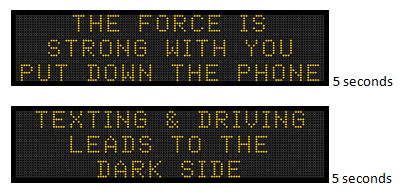 THE FORCE IS
STRONG WITH YOU
PUT DOWN THE PHONE
5 seconds
TEXTING & DRIVING
LEADS TO THE
DARK SIDE
5 seconds